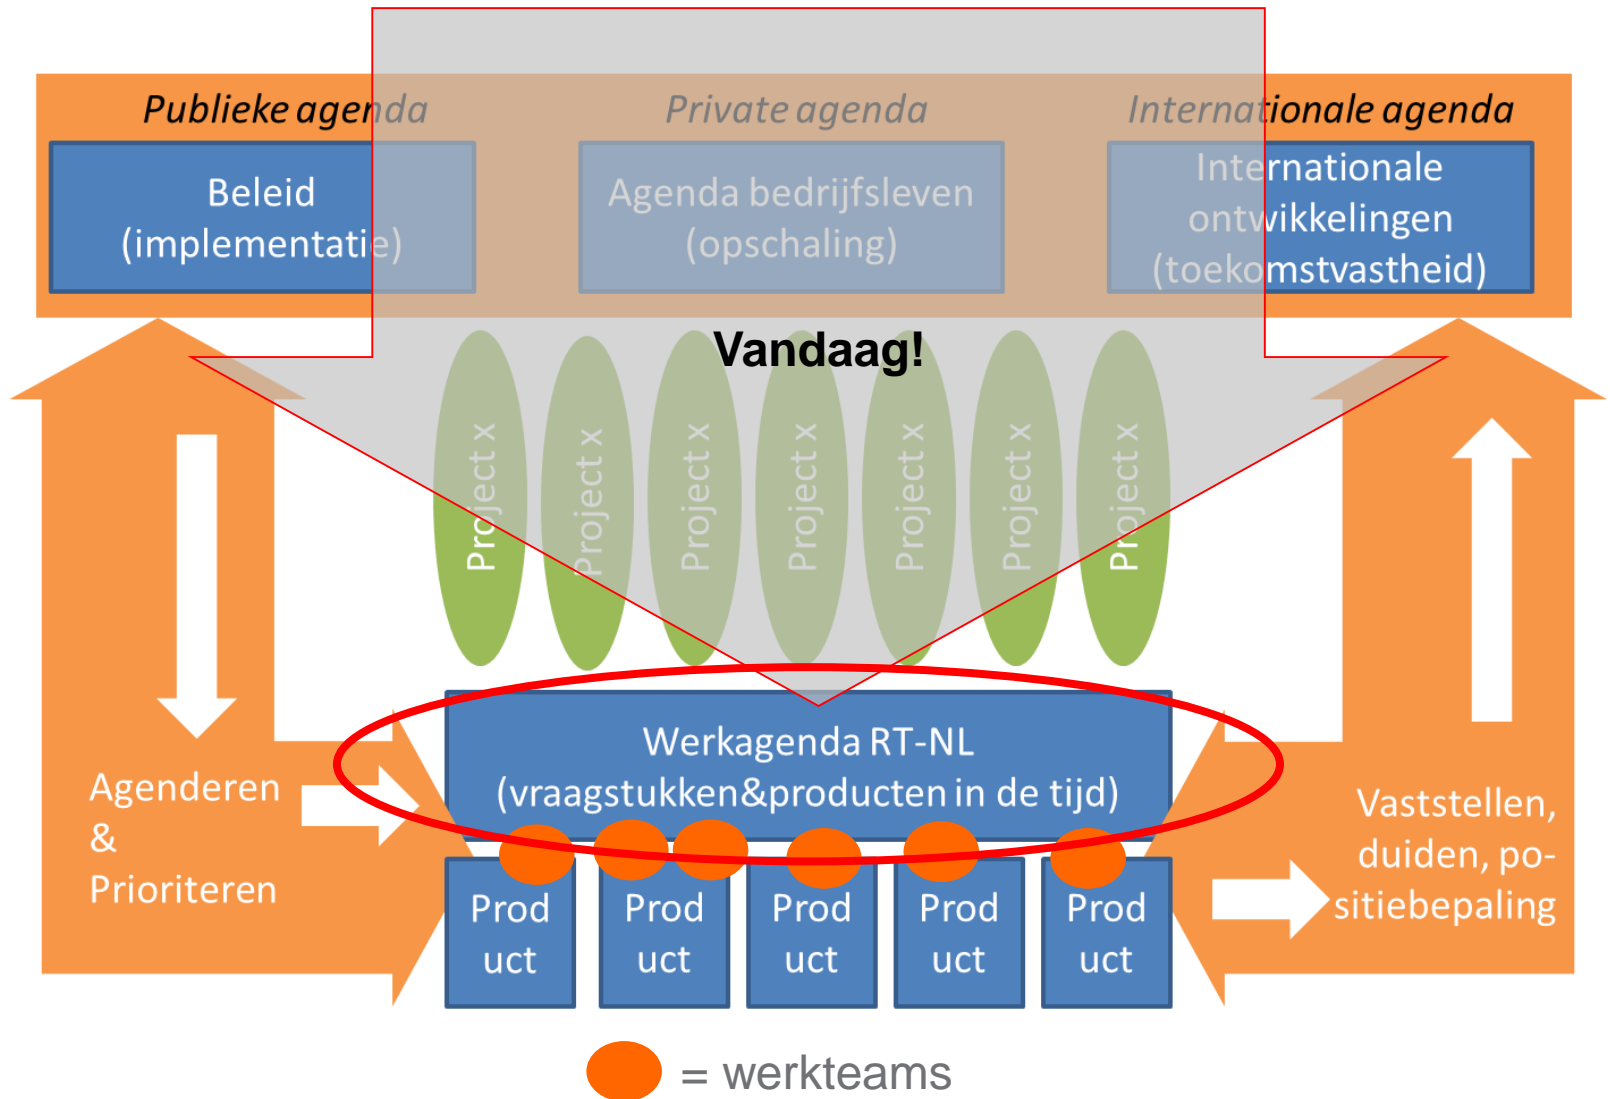 Publieke agenda
Private agenda
Internationale agenda
Beleid
(implementatie)
Agenda bedrijfsleven
(opschaling)
Internationale
ontwikkelingen
(toekomstvastheid)
Vandaag!
Project x
Project x
Project x
Project x
Project x
Project x
Project x
Werkagenda RT-NL
(vraagstukken&producten in de tijd)
Agenderen
&
Prioriteren
Vaststellen,
duiden, po-
sitiebepaling
Prod
uct
Prod
uct
Prod
uct
Prod
uct
Prod
uct
= werkteams